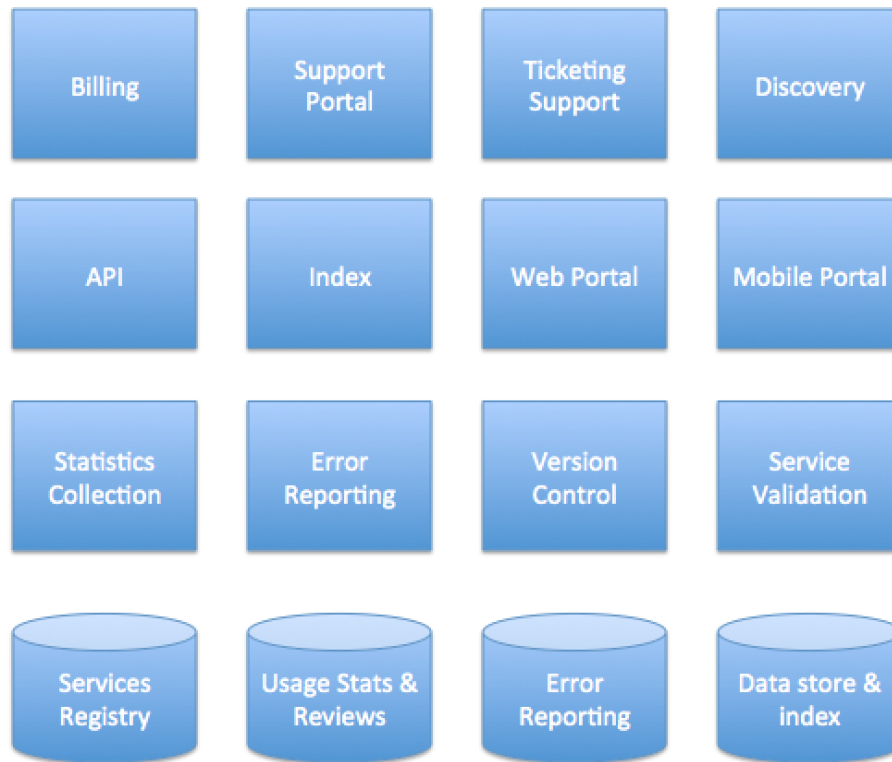 Billing
Support
Portal
Ticketing
Support
Discovery
API
Index
Web Portal
Mobile Portal
Statistics
Collection
Error
Reporting
Version
Control
Service
Validation
Services
Registry
Usage Stats &
Reviews
Error
Reporting
Data store &
index